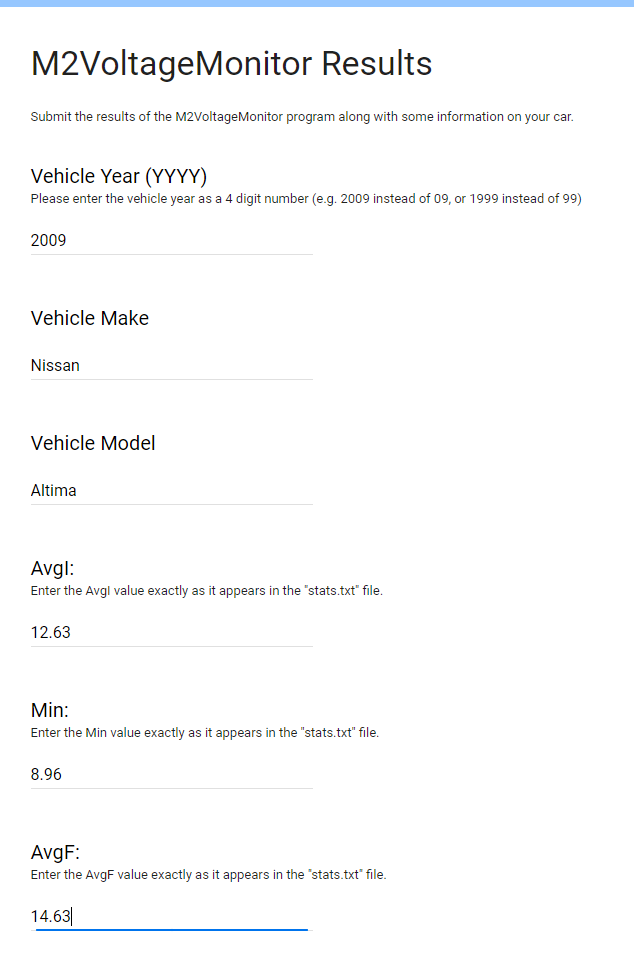 M2VoltageMonitor Results
Submit the results of the M2VoltageMonitor program along with some information on your car.
Vehicle Year (YYYY)
Please enter the vehicle year as a 4 digit number (e.g. 2009 instead of 09, or 1999 instead of 99)
2009
Vehicle Make
Nissan
Vehicle Model
Altima
AvgI:
Enter the AvgI value exactly as it appears in the "stats.txt" file.
12.63
Min:
Enter the Min value exactly as it appears in the "stats.txt" file.
8.96
AvgF:
Enter the AvgF value exactly as it appears in the "stats.txt" file.
14.63